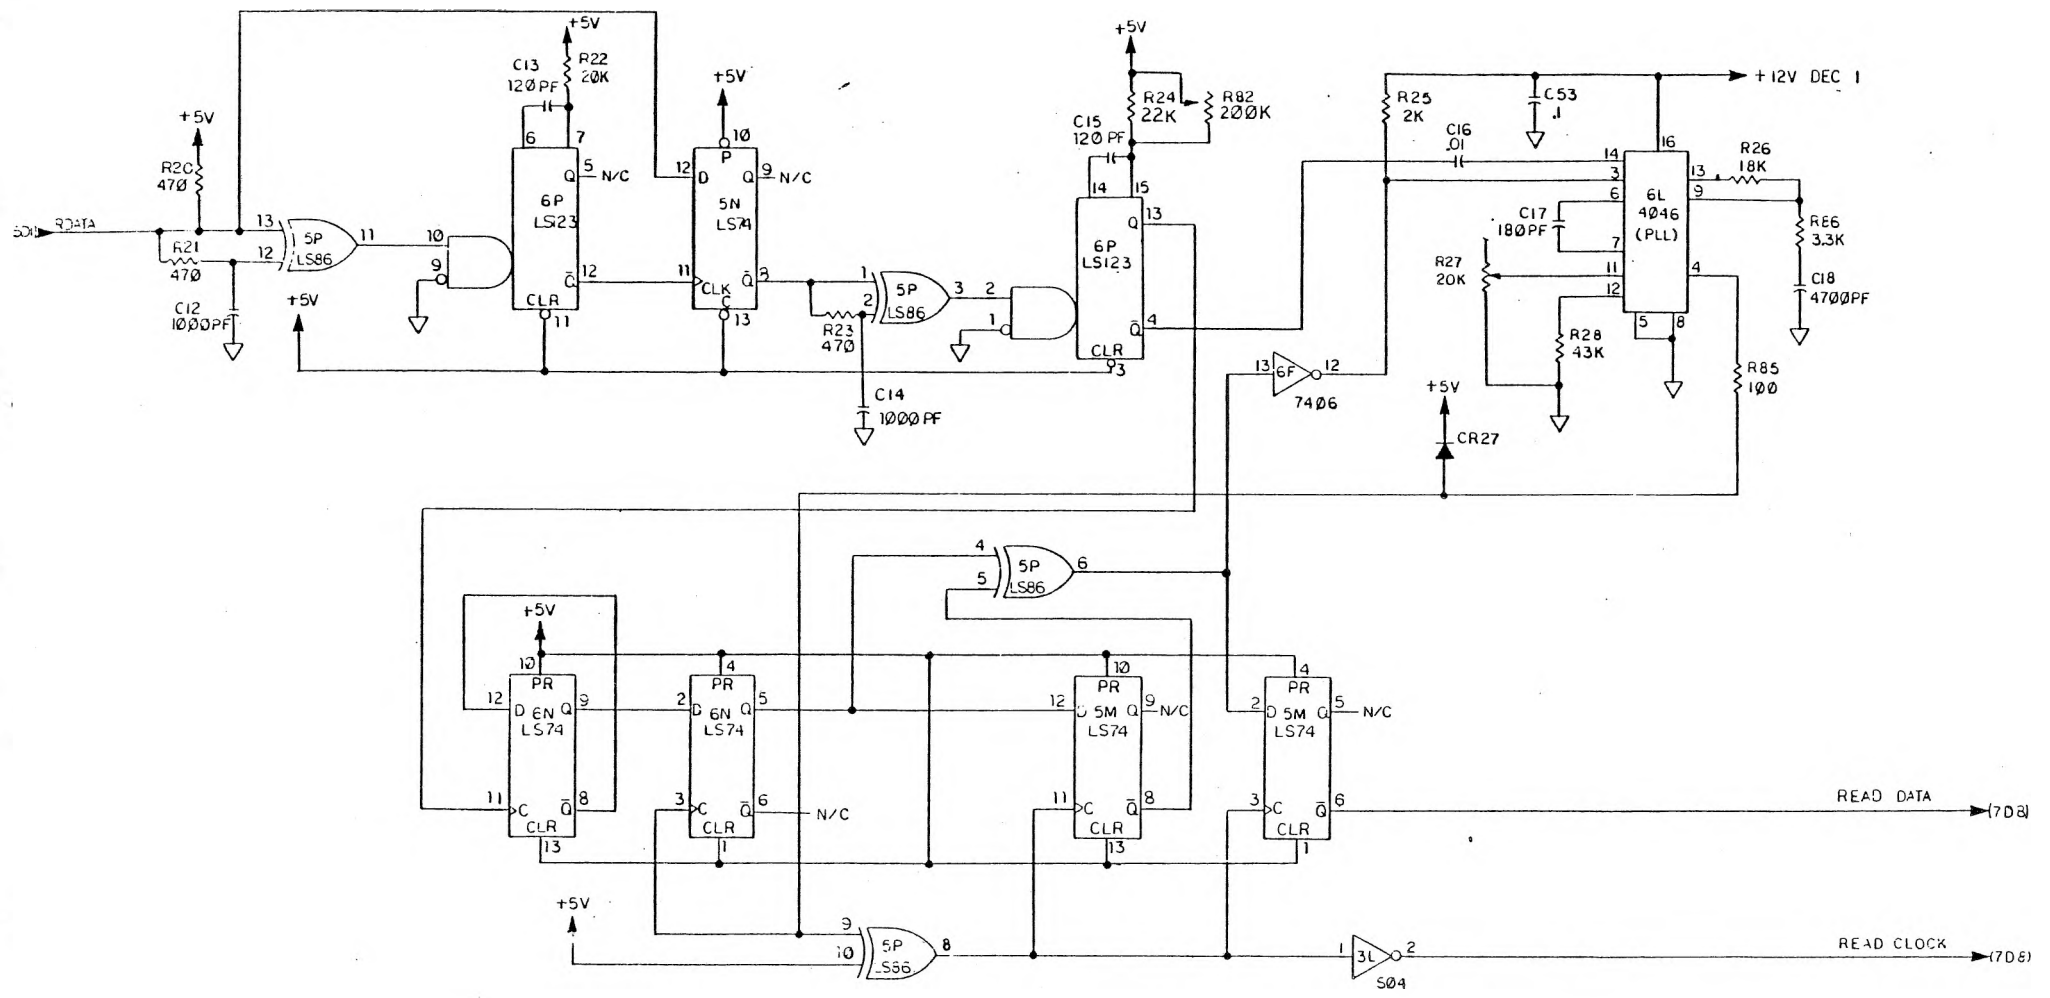 +5V
C13
120PF
R22
20K
6
7
+5V
10
P
12
D
Q
9
N/C
5N
LS74
11
CLK
Q
8
C
13
+5V
R20
470
RDATA
R21
470
C12
1000PF
13
12
5P
LS86
11
10
9
Q
5
N/C
6P
LS123
Q̅
12
CLR
11
+5V
R23
470
C14
1000PF
1
2
5P
LS86
3
2
1
+5V
R24
22K
R82
200K
C15
120PF
14
15
Q
13
6P
LS123
Q̅
4
CLR
3
+12V DEC 1
R25
2K
C53
.1
C16
.01
14
16
3
13
R26
18K
6
9
6L
4046
(PLL)
C17
180PF
RE6
3.3K
7
R27
20K
11
4
C18
4700PF
12
5
8
R28
43K
R85
100
13
6F
12
7406
+5V
CR27
4
5
5P
LS86
6
+5V
10
PR
12
D
6N
Q
9
LS74
11
C
Q̅
8
CLR
13
4
PR
2
D
6N
Q
5
LS74
3
C
Q̅
6
N/C
CLR
1
10
PR
12
D
5M
Q
9
N/C
LS74
11
C
Q̅
8
CLR
13
4
PR
2
D
5M
Q
5
N/C
LS74
3
C
Q̅
6
CLR
1
READ DATA
(7D8)
+5V
9
10
5P
LS86
8
1
3L
2
S04
READ CLOCK
(7D8)